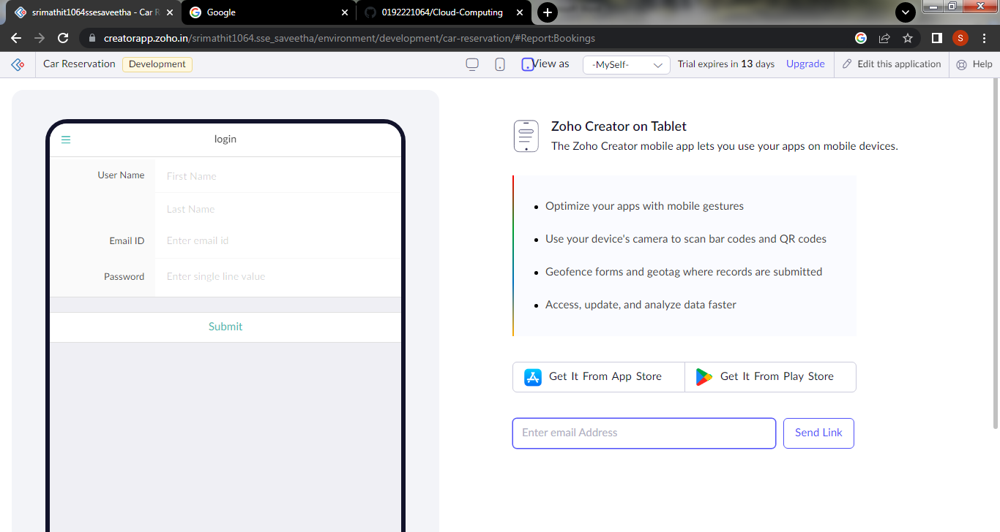 srimathit1064ssesaveetha - Car R
Google
0192221064/Cloud-Computing
creatorapp.zoho.in/srimathit1064.sse_saveetha/environment/development/car-reservation/#Report:Bookings
S
Car Reservation
Development
View as
-MySelf-
Trial expires in 13 days
Upgrade
Edit this application
Help
login
User Name
First Name
Last Name
Email ID
Enter email id
Password
Enter single line value
Submit
Zoho Creator on Tablet
The Zoho Creator mobile app lets you use your apps on mobile devices.
Optimize your apps with mobile gestures
Use your device's camera to scan bar codes and QR codes
Geofence forms and geotag where records are submitted
Access, update, and analyze data faster
Get It From App Store
Get It From Play Store
Enter email Address
Send Link